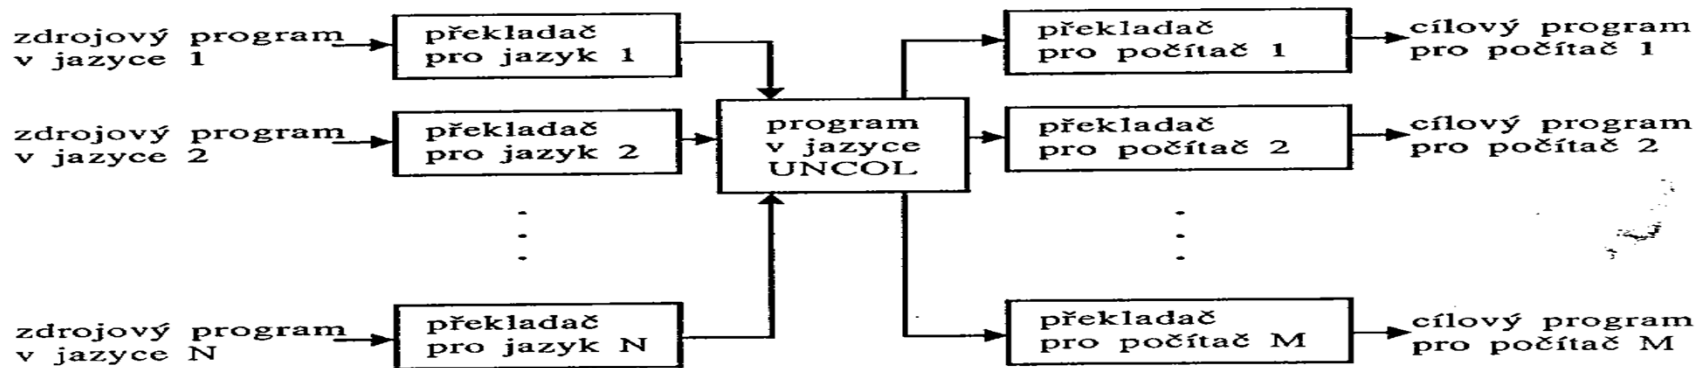 zdrojový program
v jazyce 1
překladač
pro jazyk 1
překladač
pro počítač 1
cílový program
pro počítač 1
zdrojový program
v jazyce 2
překladač
pro jazyk 2
program
v jazyce
UNCOL
překladač
pro počítač 2
cílový program
pro počítač 2
zdrojový program
v jazyce N
překladač
pro jazyk N
překladač
pro počítač M
cílový program
pro počítač M